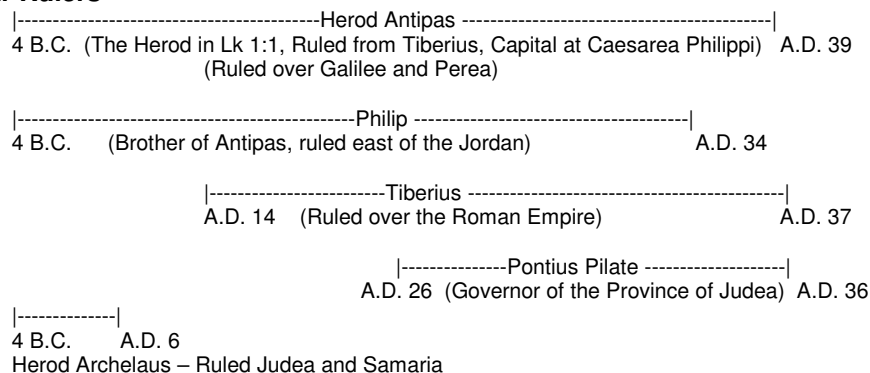 |-------------------------------------------Herod Antipas --------------------------------------------|
4 B.C. (The Herod in Lk 1:1, Ruled from Tiberius, Capital at Caesarea Philippi) A.D. 39
(Ruled over Galilee and Perea)
|------------------------------------------------Philip ---------------------------------------|
4 B.C. (Brother of Antipas, ruled east of the Jordan) A.D. 34
|-------------------------Tiberius ---------------------------------------------|
A.D. 14 (Ruled over the Roman Empire) A.D. 37
|---------------Pontius Pilate --------------------|
A.D. 26 (Governor of the Province of Judea) A.D. 36
|--------------|
4 B.C. A.D. 6
Herod Archelaus – Ruled Judea and Samaria